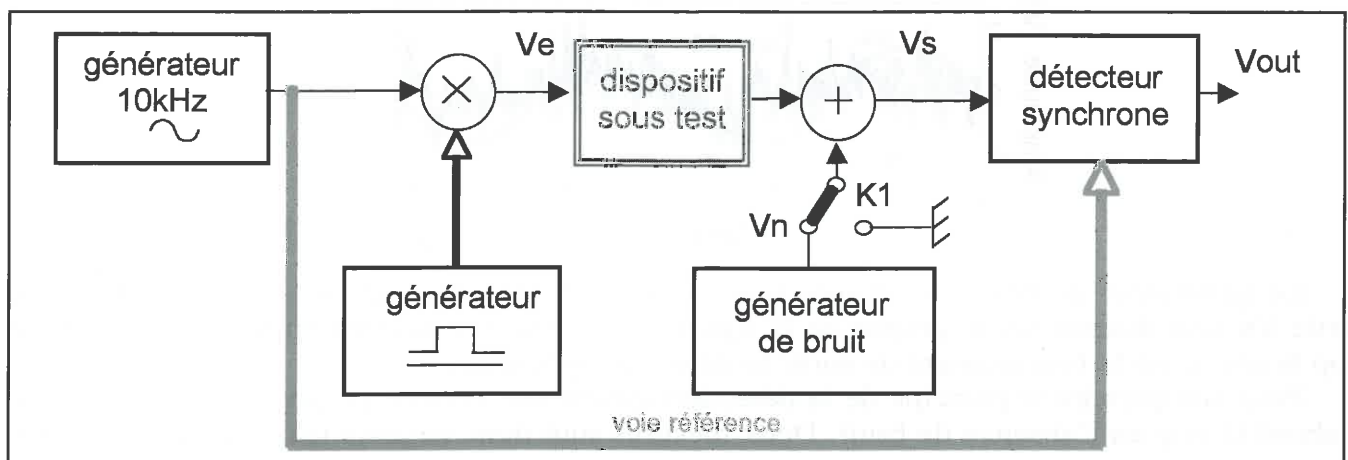 générateur
10kHz
Ve
dispositif
sous test
Vs
détecteur
synchrone
Vout
K1
Vn
générateur
générateur
de bruit
voie référence